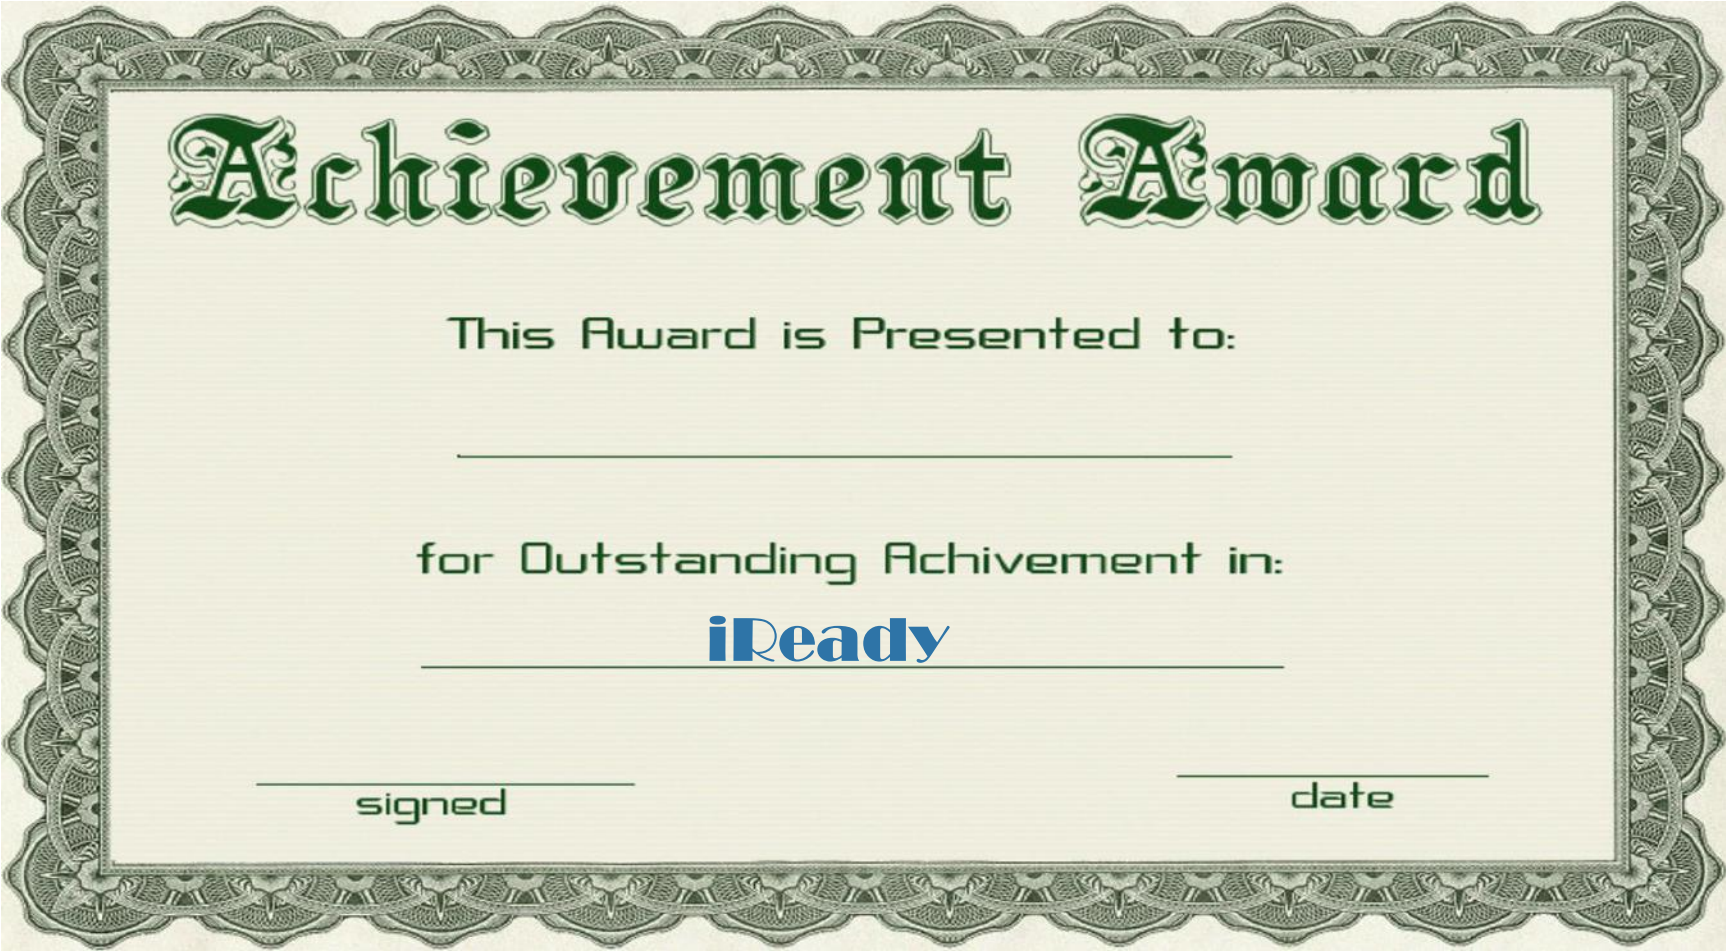 Achievement Award
This Award is Presented to:
for Outstanding Achivement in:
iReady
signed
date